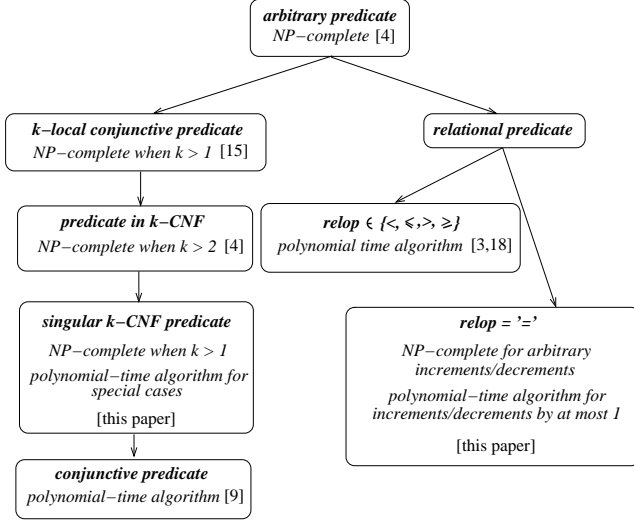 arbitrary predicate
NP−complete [4]
k−local conjunctive predicate
NP−complete when k > 1 [15]
relational predicate
predicate in k−CNF
NP−complete when k > 2 [4]
relop ϵ {<, ⩽,>, ⩾}
polynomial time algorithm [3,18]
singular k−CNF predicate
NP−complete when k > 1
polynomial−time algorithm for
special cases
[this paper]
relop = ’=’
NP−complete for arbitrary
increments/decrements
polynomial−time algorithm for
increments/decrements by at most 1
[this paper]
conjunctive predicate
polynomial−time algorithm [9]